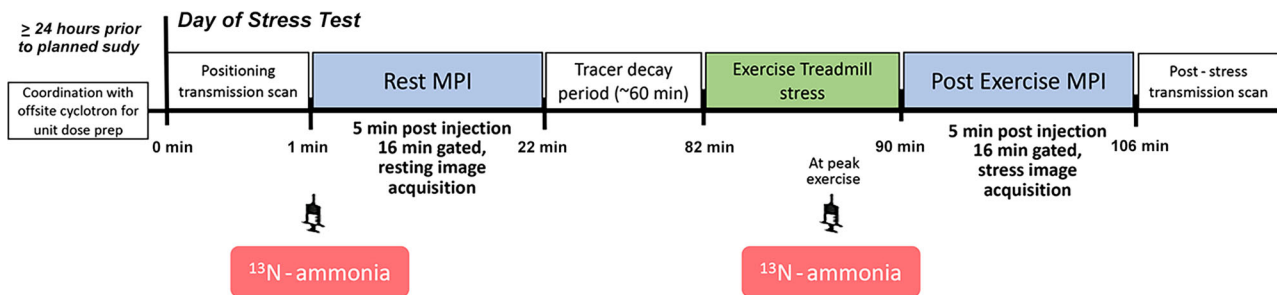 ≥ 24 hours prior
to planned sudy
Coordination with
offsite cyclotron for
unit dose prep
Day of Stress Test
Positioning
transmission scan
Rest MPI
Tracer decay
period (~60 min)
Exercise Treadmill
stress
Post Exercise MPI
Post - stress
transmission scan
0 min
1 min
5 min post injection
16 min gated,
resting image
acquisition
22 min
82 min
At peak
exercise
90 min
5 min post injection
16 min gated,
stress image
acquisition
106 min
¹³N - ammonia
¹³N - ammonia